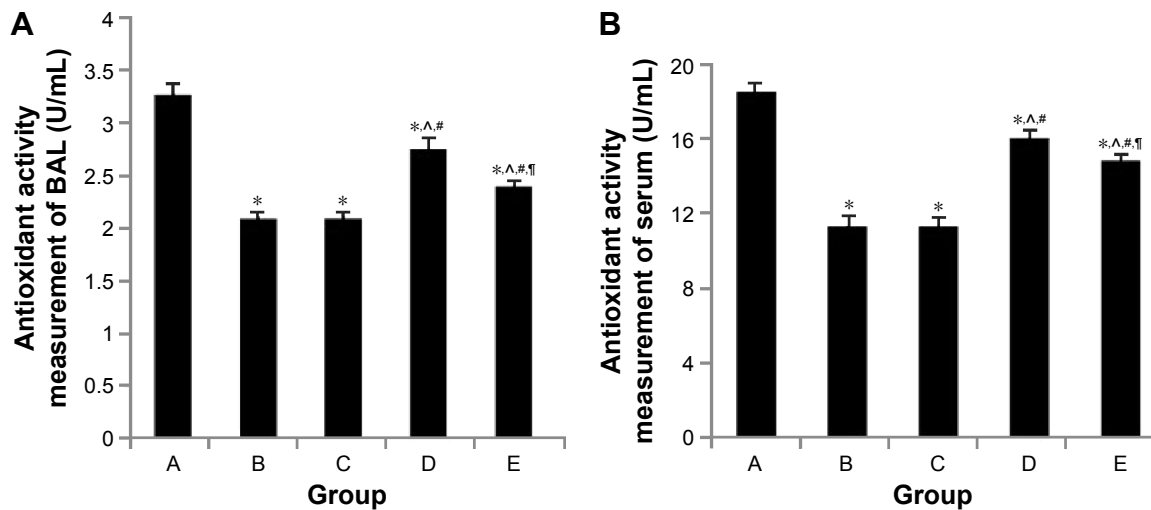 A
Antioxidant activity
measurement of BAL (U/mL)
4
3.5
3
2.5
2
1.5
1
0.5
0
*
*
*,^,#
*,^,#,¶
A B C D E
Group
B
Antioxidant activity
measurement of serum (U/mL)
20
16
12
8
4
0
*
*
*,^,#
*,^,#,¶
A B C D E
Group